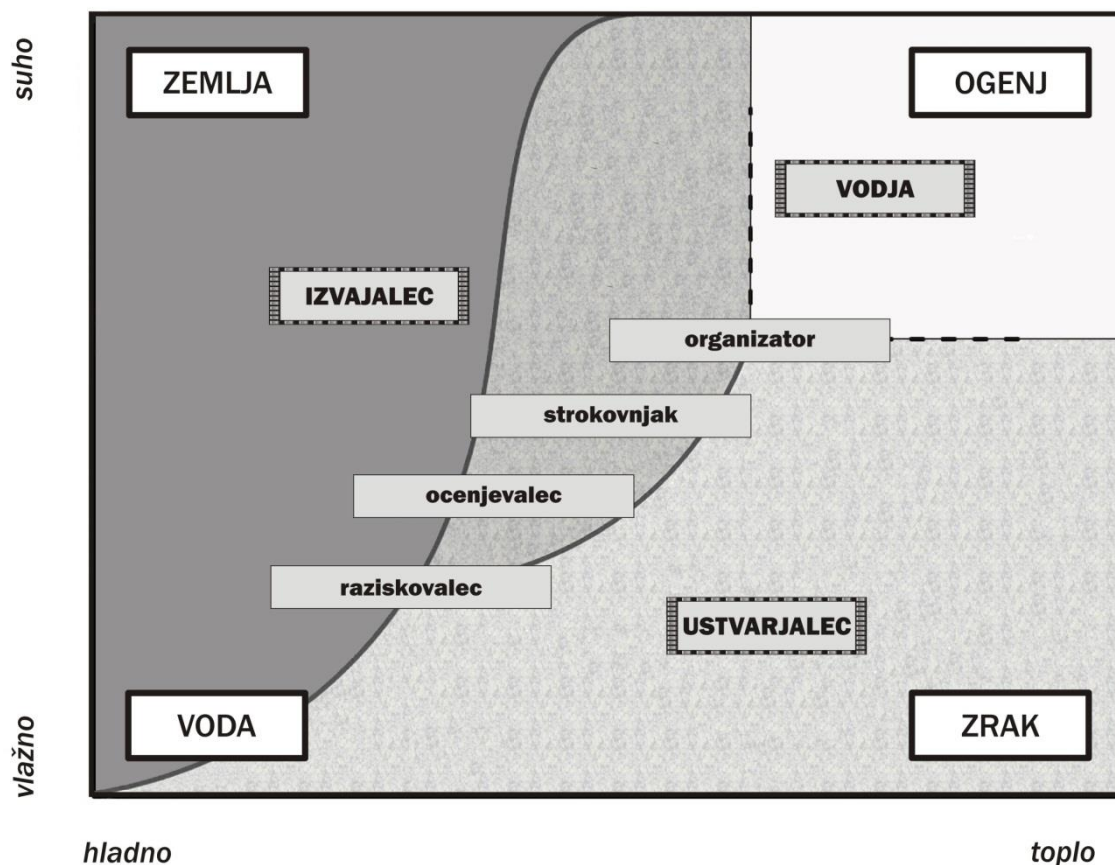 suho
ZEMLJA
OGENJ
VODJA
IZVAJALEC
organizator
strokovnjak
ocenjevalec
raziskovalec
USTVARJALEC
VODA
ZRAK
vlažno
hladno
toplo